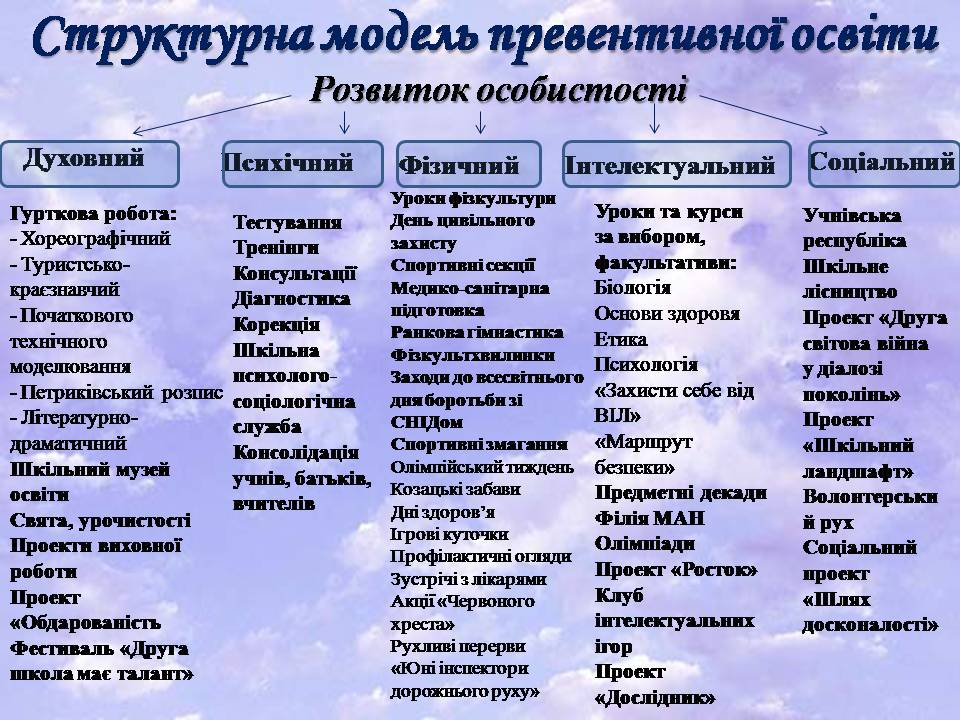 Структурна модель превентивної освіти
Розвиток особистості
Духовний
Гурткова робота:
- Хореографічний
- Туристсько-
краєзнавчий
- Початкового
технічного
моделювання
- Петриківський розпис
- Літературно-
драматичний
Шкільний музей
освіти
Свята, урочистості
Проекти виховної
роботи
Проект
«Обдарованість
Фестиваль «Друга
школа має талант»
Психічний
Тестування
Тренінги
Консультації
Діагностика
Корекція
Шкільна
психолого-
соціологічна
служба
Консолідація
учнів, батьків,
вчителів
Фізичний
Уроки фізкультури
День цивільного
захисту
Спортивні секції
Медико-санітарна
підготовка
Ранкова гімнастика
Фізкультхвилинки
Заходи до всесвітнього
дня боротьби зі
СНІДом
Спортивні змагання
Олімпійський тиждень
Козацькі забави
Дні здоров’я
Ігрові куточки
Профілактичні огляди
Зустрічі з лікарями
Акції «Червоного
хреста»
Рухливі перерви
«Юні інспектори
дорожнього руху»
Інтелектуальний
Уроки та курси
за вибором,
факультативи:
Біологія
Основи здоровя
Етика
Психологія
«Захисти себе від
ВІЛ»
«Маршрут
безпеки»
Предметні декади
Філія МАН
Олімпіади
Проект «Росток»
Клуб
інтелектуальних
ігор
Проект
«Дослідник»
Соціальний
Учнівська
республіка
Шкільне
лісництво
Проект «Друга
світова війна
у діалозі
поколінь»
Проект
«Шкільний
ландшафт»
Волонтерськи
й рух
Соціальний
проект
«Шлях
досконалості»